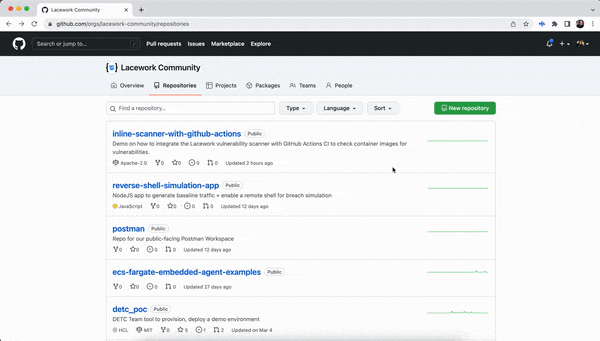 Lacework Community
github.com/orgs/lacework-community/repositories
Search or jump to...
/
Pull requests Issues Marketplace Explore
Lacework Community
Overview Repositories Projects Packages Teams People
Find a repository...
Type Language Sort New repository
inline-scanner-with-github-actions Public
Demo on how to integrate the Lacework vulnerability scanner with GitHub Actions CI to check container images for
vulnerabilities.
Apache-2.0 0 0 0 0 Updated 2 hours ago
reverse-shell-simulation-app Public
NodeJS app to generate baseline traffic + enable a remote shell for breach simulation
JavaScript 0 0 0 0 Updated 12 days ago
postman Public
Repo for our public-facing Postman Workspace
0 0 0 0 Updated 12 days ago
ecs-fargate-embedded-agent-examples Public
0 0 0 0 Updated 27 days ago
detc_poc Public
DETC Team tool to provision, deploy a demo environment
HCL MIT 0 5 1 2 Updated on Mar 4